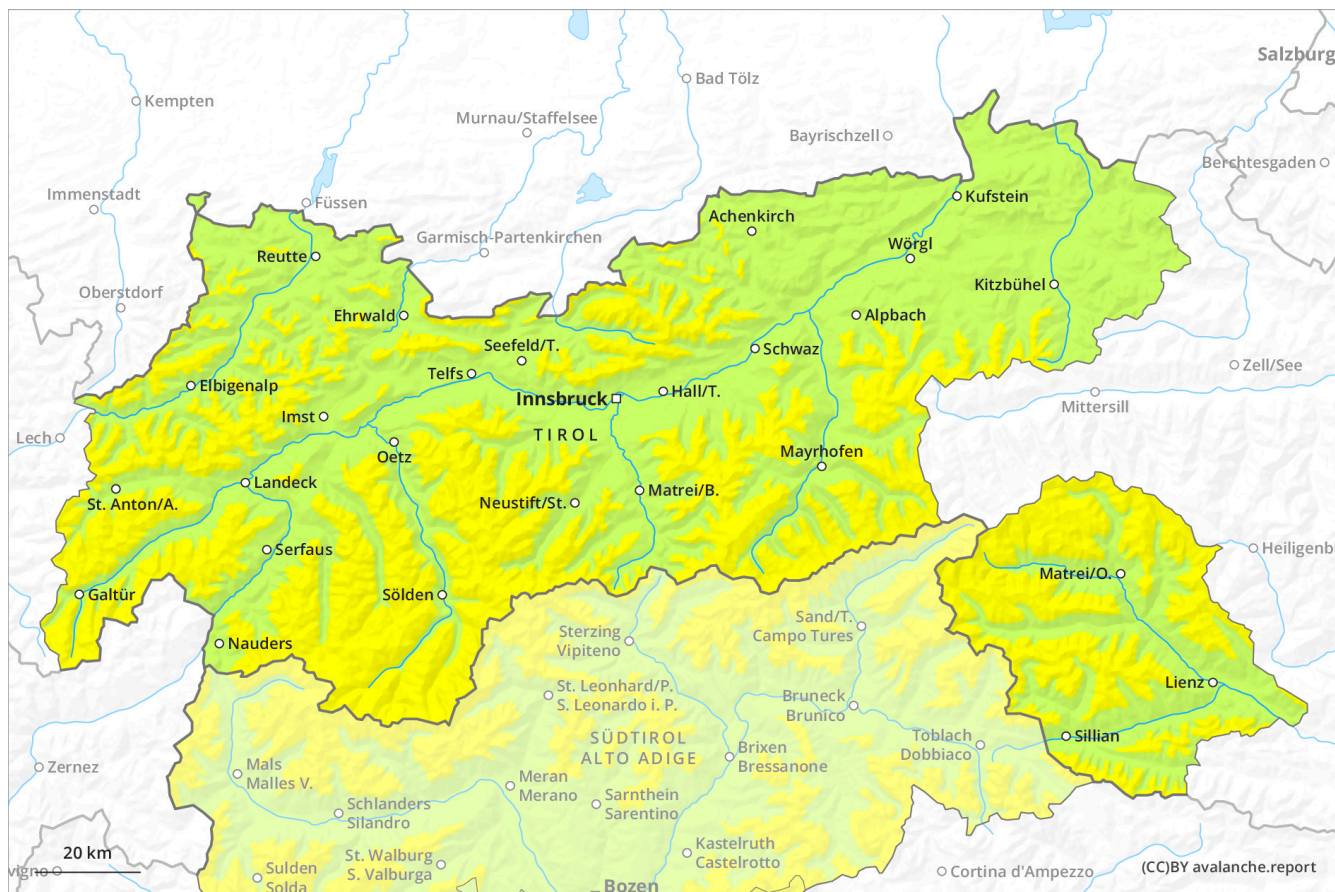 Salzburg
Bad Tölz
Kempten
Murnau/Staffelsee
Bayrischzell
Berchtesgaden
Immenstadt
Füssen
Kufstein
Achenkirch
Garmisch-Partenkirchen
Wörgl
Reutte
Kitzbühel
Oberstdorf
Ehrwald
Alpbach
Seefeld/T.
Schwaz
Zell/See
Telfs
Elbigenalp
Innsbruck
Hall/T.
Mittersill
Imst
Lech
TIROL
Oetz
Mayrhofen
Landeck
Matrei/B.
St. Anton/A.
Neustift/St.
Serfaus
Heiligenb
Matrei/O.
Galtür
Sölden
Sand/T.
Campo Tures
Sterzing
Vipiteno
Nauders
Lienz
St. Leonhard/P.
S. Leonardo i. P.
Bruneck
Brunico
SÜDTIROL
ALTO ADIGE
Toblach
Dobbiaco
Sillian
Brixen
Bressanone
Zernez
Mals
Malles V.
Meran
Merano
Sarnthein
Sarentino
Schlanders
Silandro
Kastelruth
Castelrotto
20 km
St. Walburg
S. Valburga
vigno
Sulden
Solda
Cortina d'Ampezzo
(CC)BY avalanche.report
Bozen